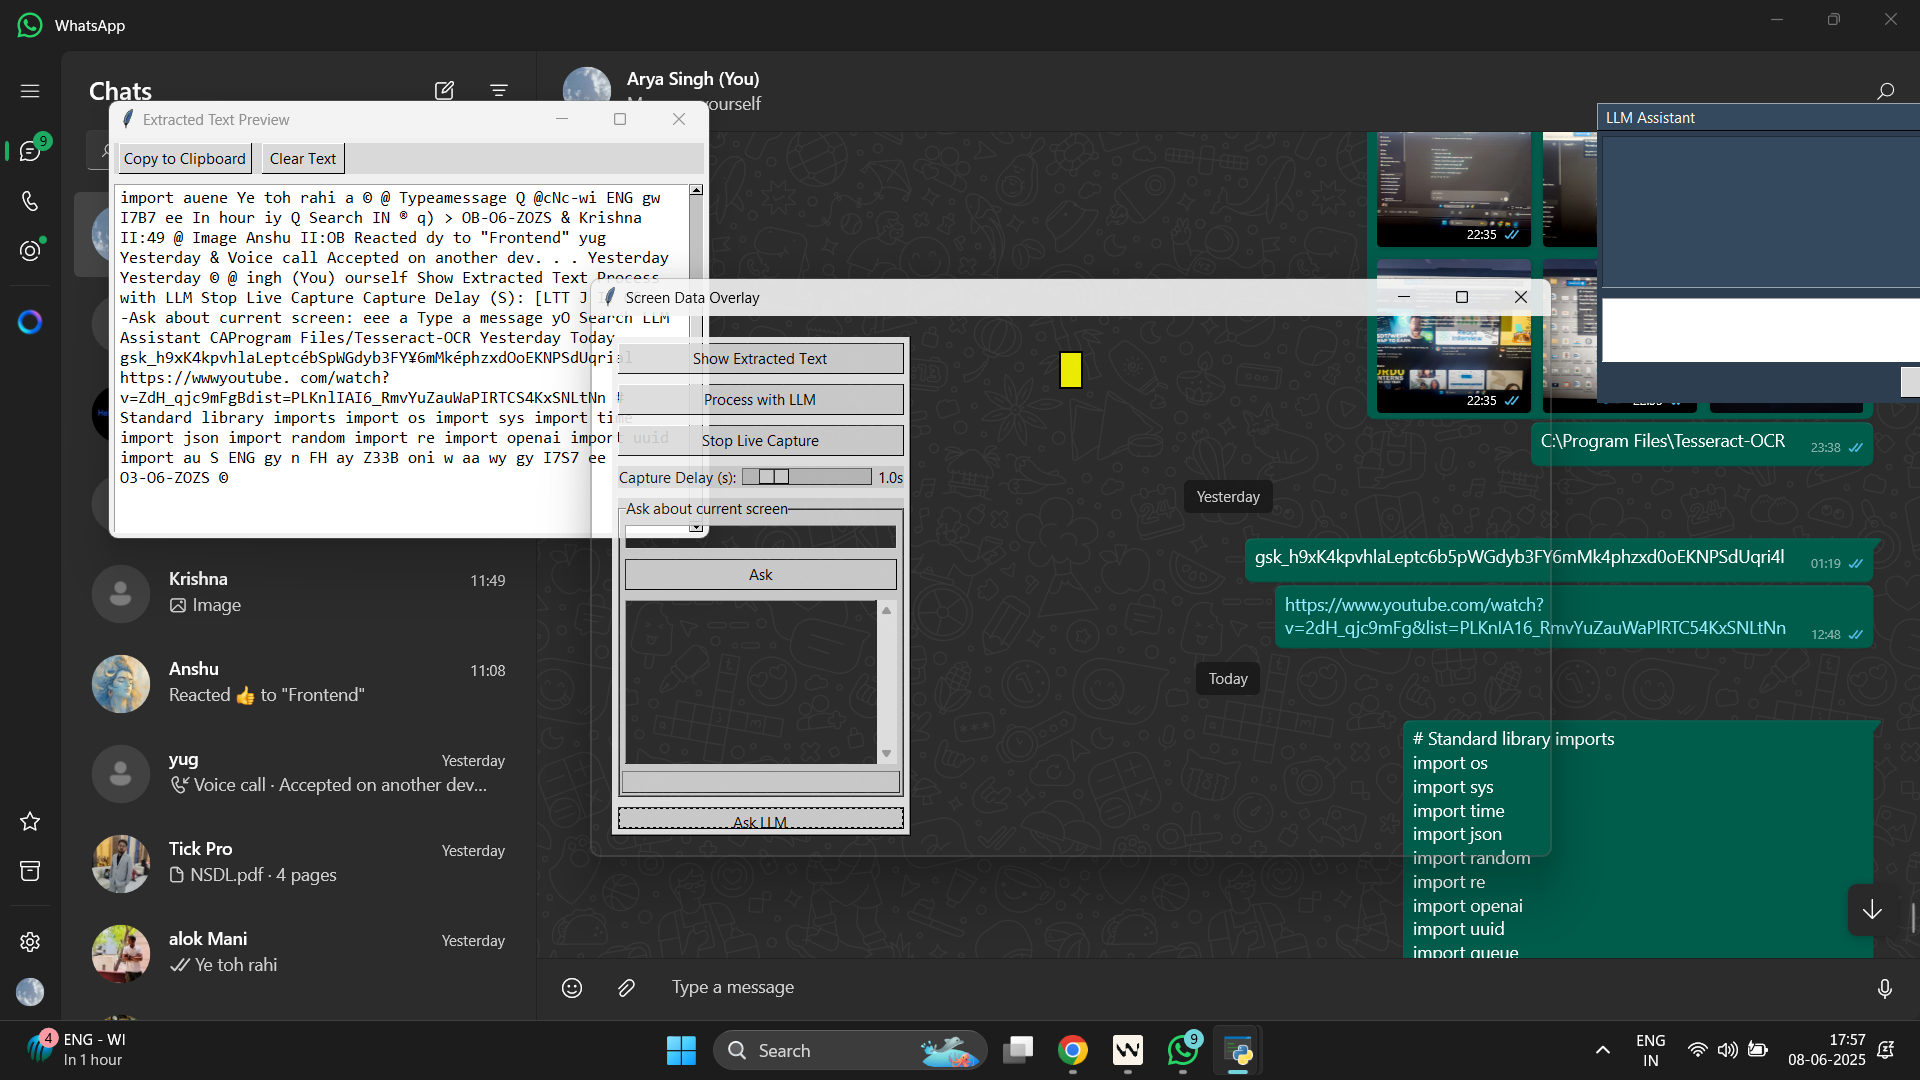 WhatsApp
Chats
9
Extracted Text Preview
Copy to Clipboard
Clear Text
import auene Ye toh rahi a © @ Typeamessage Q @cNc-wi ENG gw
I7B7 ee In hour iy Q Search IN ® q) > OB-O6-ZOZS & Krishna
II:49 @ Image Anshu II:OB Reacted dy to "Frontend" yug
Yesterday & Voice call Accepted on another dev. . . Yesterday
Yesterday © @ ingh (You) ourself Show Extracted Text Process
with LLM Stop Live Capture Capture Delay (S): [LTT J
-Ask about current screen: eee a Type a message yO Search LLM
Assistant CAProgram Files/Tesseract-OCR Yesterday Today
gsk_h9xK4kpvhlaLeptcébSpWGdyb3FY¥6mMképhzxdOoEKNPSdUqrial
https://wwwyoutube. com/watch?
v=ZdH_qjc9mFgBdist=PLKnlIAI6_RmvYuZauWaPIRTCS4KxSNLtNn #
Standard library imports import os import sys import time
import json import random import re import openai import uuid
import au S ENG gy n FH ay Z33B oni w aa wy gy I7S7 ee
O3-O6-ZOZS ©
Krishna
11:49
Image
Anshu
11:08
Reacted 👍 to "Frontend"
yug
Yesterday
Voice call · Accepted on another dev...
Tick Pro
Yesterday
NSDL.pdf · 4 pages
alok Mani
Yesterday
Ye toh rahi
Arya Singh (You)
yourself
Screen Data Overlay
Show Extracted Text
Process with LLM
Stop Live Capture
Capture Delay (s):
1.0s
Ask about current screen
Ask
Ask LLM
LLM Assistant
22:35
22:35
C:\Program Files\Tesseract-OCR
23:38
Yesterday
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
01:19
https://www.youtube.com/watch?
v=2dH_qjc9mFg&list=PLKnIA16_RmvYuZauWaPlRTC54KxSNLtNn
12:48
Today
# Standard library imports
import os
import sys
import time
import json
import random
import re
import openai
import uuid
import queue
Type a message
4
ENG - WI
In 1 hour
Search
9
ENG
IN
17:57
08-06-2025